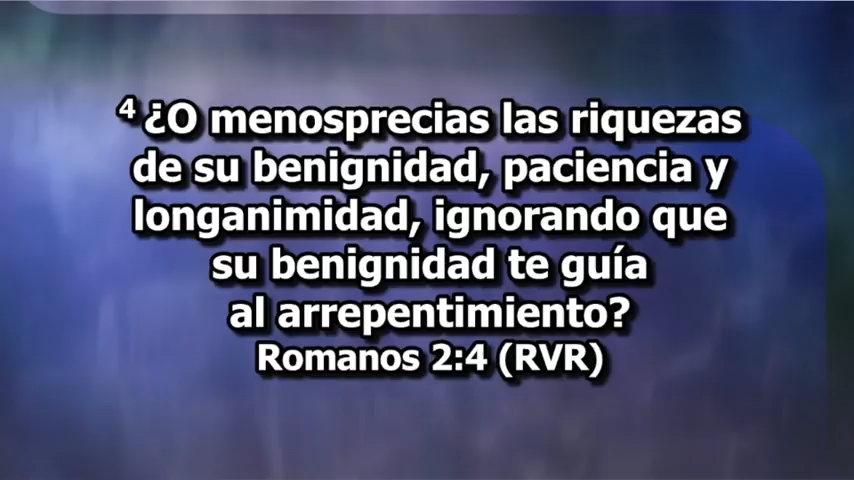 4 ¿O menosprecias las riquezas
de su benignidad, paciencia y
longanimidad, ignorando que
su benignidad te guía
al arrepentimiento?
Romanos 2:4 (RVR)